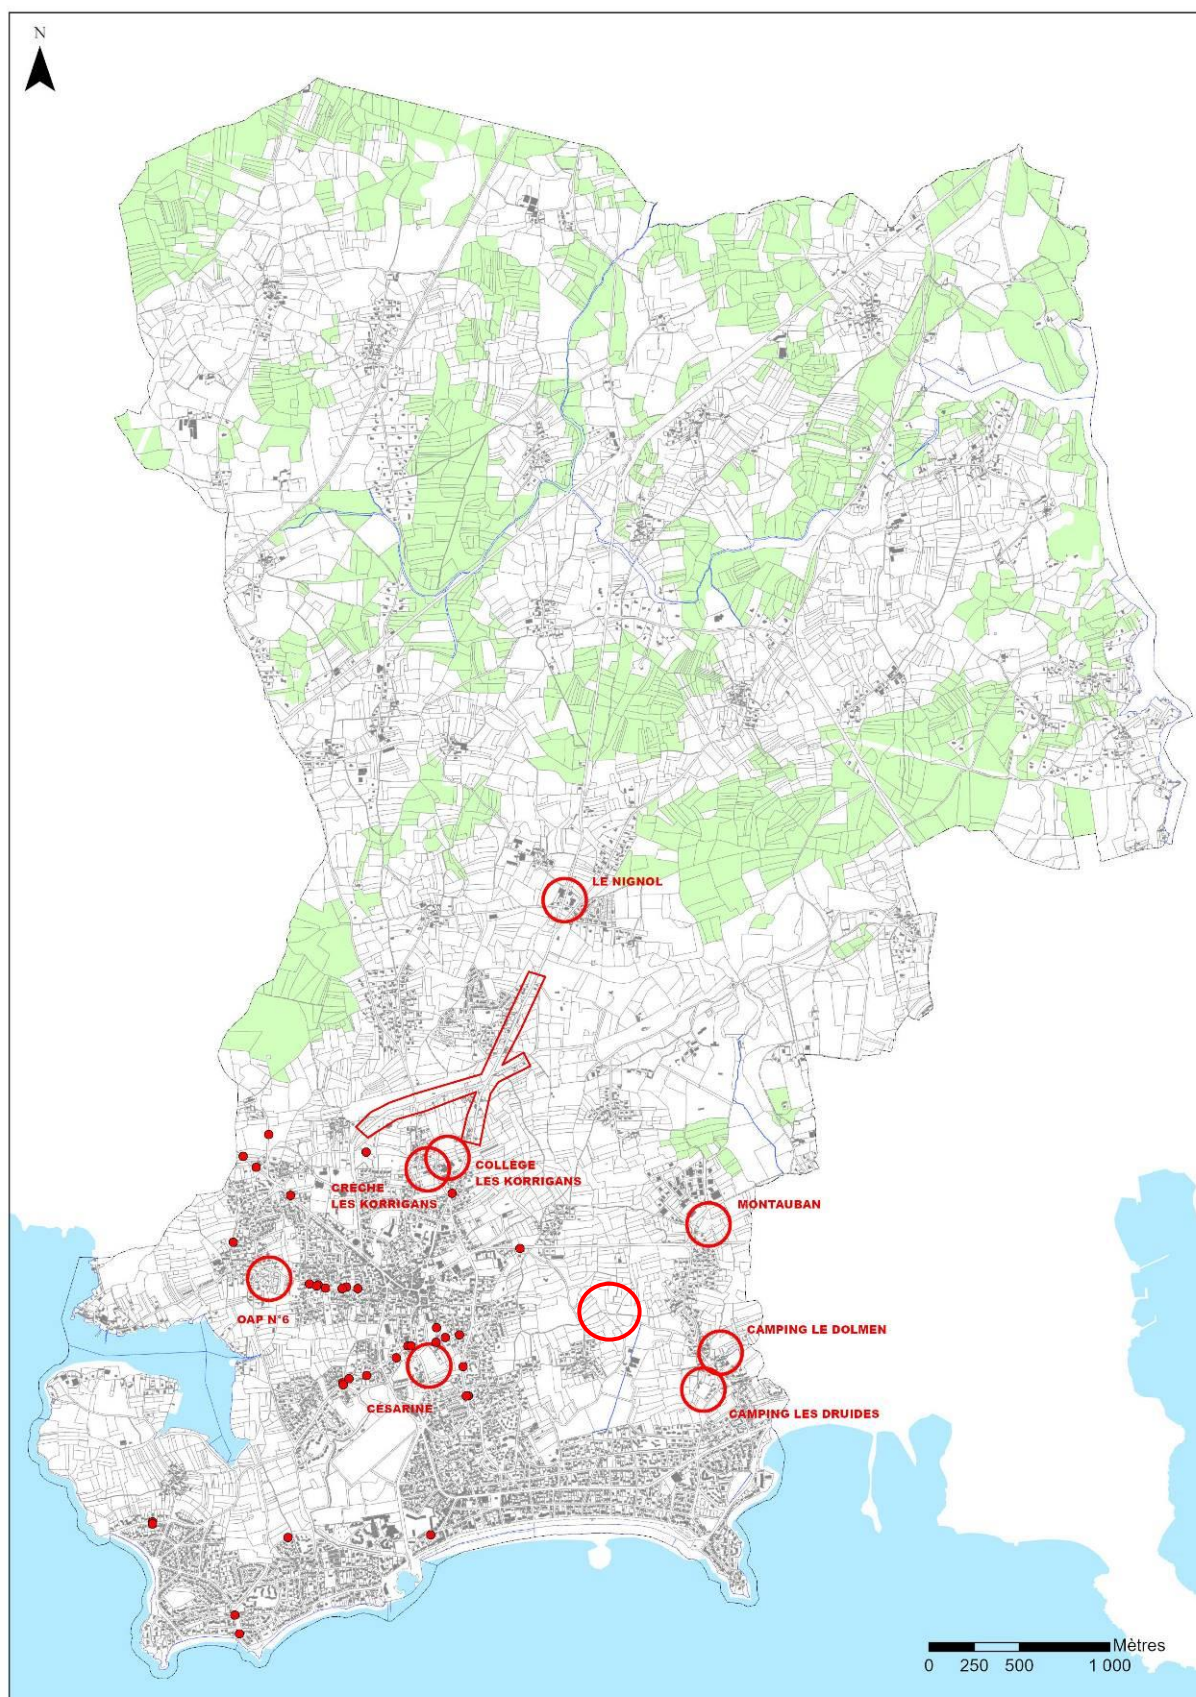 N
LE NIGNOL
COLLÈGE
LES KORRIGANS
CRÈCHE
LES KORRIGANS
MONTAUBAN
OAP N°6
CAMPING LE DOLMEN
CÉSARINE
CAMPING LES DRUIDES
Mètres
0 250 500 1 000